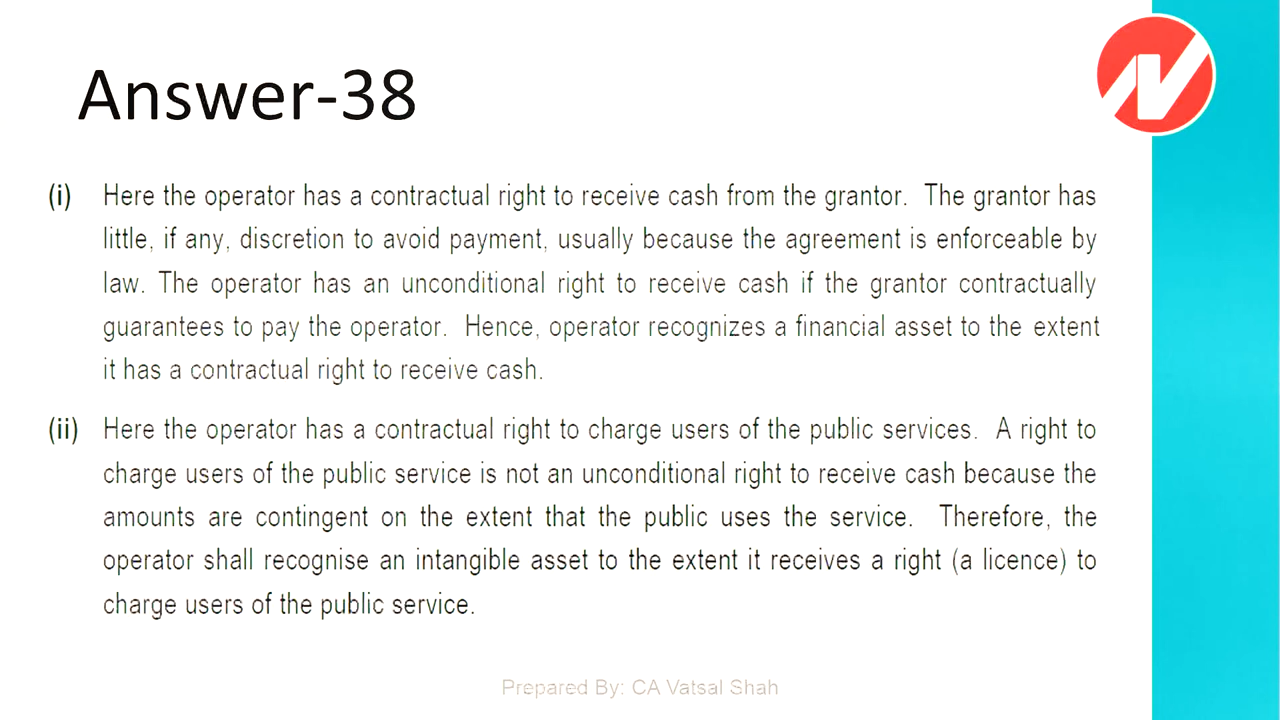 Answer-38
(i) Here the operator has a contractual right to receive cash from the grantor. The grantor has
little, if any, discretion to avoid payment, usually because the agreement is enforceable by
law. The operator has an unconditional right to receive cash if the grantor contractually
guarantees to pay the operator. Hence, operator recognizes a financial asset to the extent
it has a contractual right to receive cash.
(ii) Here the operator has a contractual right to charge users of the public services. A right to
charge users of the public service is not an unconditional right to receive cash because the
amounts are contingent on the extent that the public uses the service. Therefore, the
operator shall recognise an intangible asset to the extent it receives a right (a licence) to
charge users of the public service.
Prepared By: CA Vatsal Shah